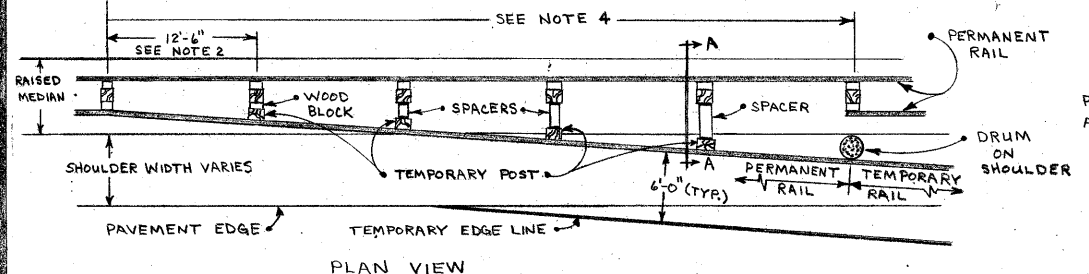 SEE NOTE 4
12'-6"
SEE NOTE 2
A
PERMANENT
RAIL
RAISED
MEDIAN
WOOD
BLOCK
SPACERS
SPACER
DRUM
ON
SHOULDER
SHOULDER WIDTH VARIES
TEMPORARY POST
A
6'-0" (TYP.)
PERMANENT
RAIL
TEMPORARY
RAIL
PAVEMENT EDGE
TEMPORARY EDGE LINE
PLAN VIEW